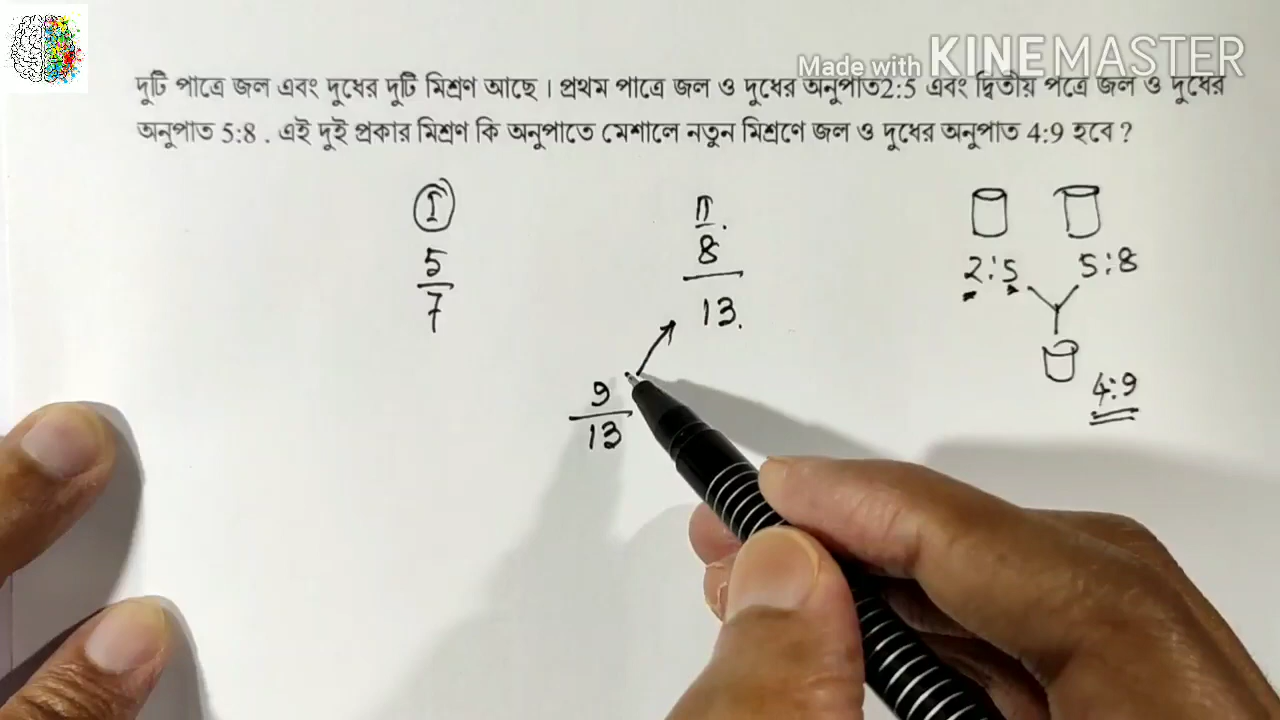 Made with KINEMASTER
দুটি পাত্রে জল এবং দুধের দুটি মিশ্রণ আছে । প্রথম পাত্রে জল ও দুধের অনুপাত2:5 এবং দ্বিতীয় পত্রে জল ও দুধের
অনুপাত 5:8 . এই দুই প্রকার মিশ্রণ কি অনুপাতে মেশালে নতুন মিশ্রণে জল ও দুধের অনুপাত 4:9 হবে ?
I
II.
5
7
8
13.
2:5
5:8
9
13
4:9